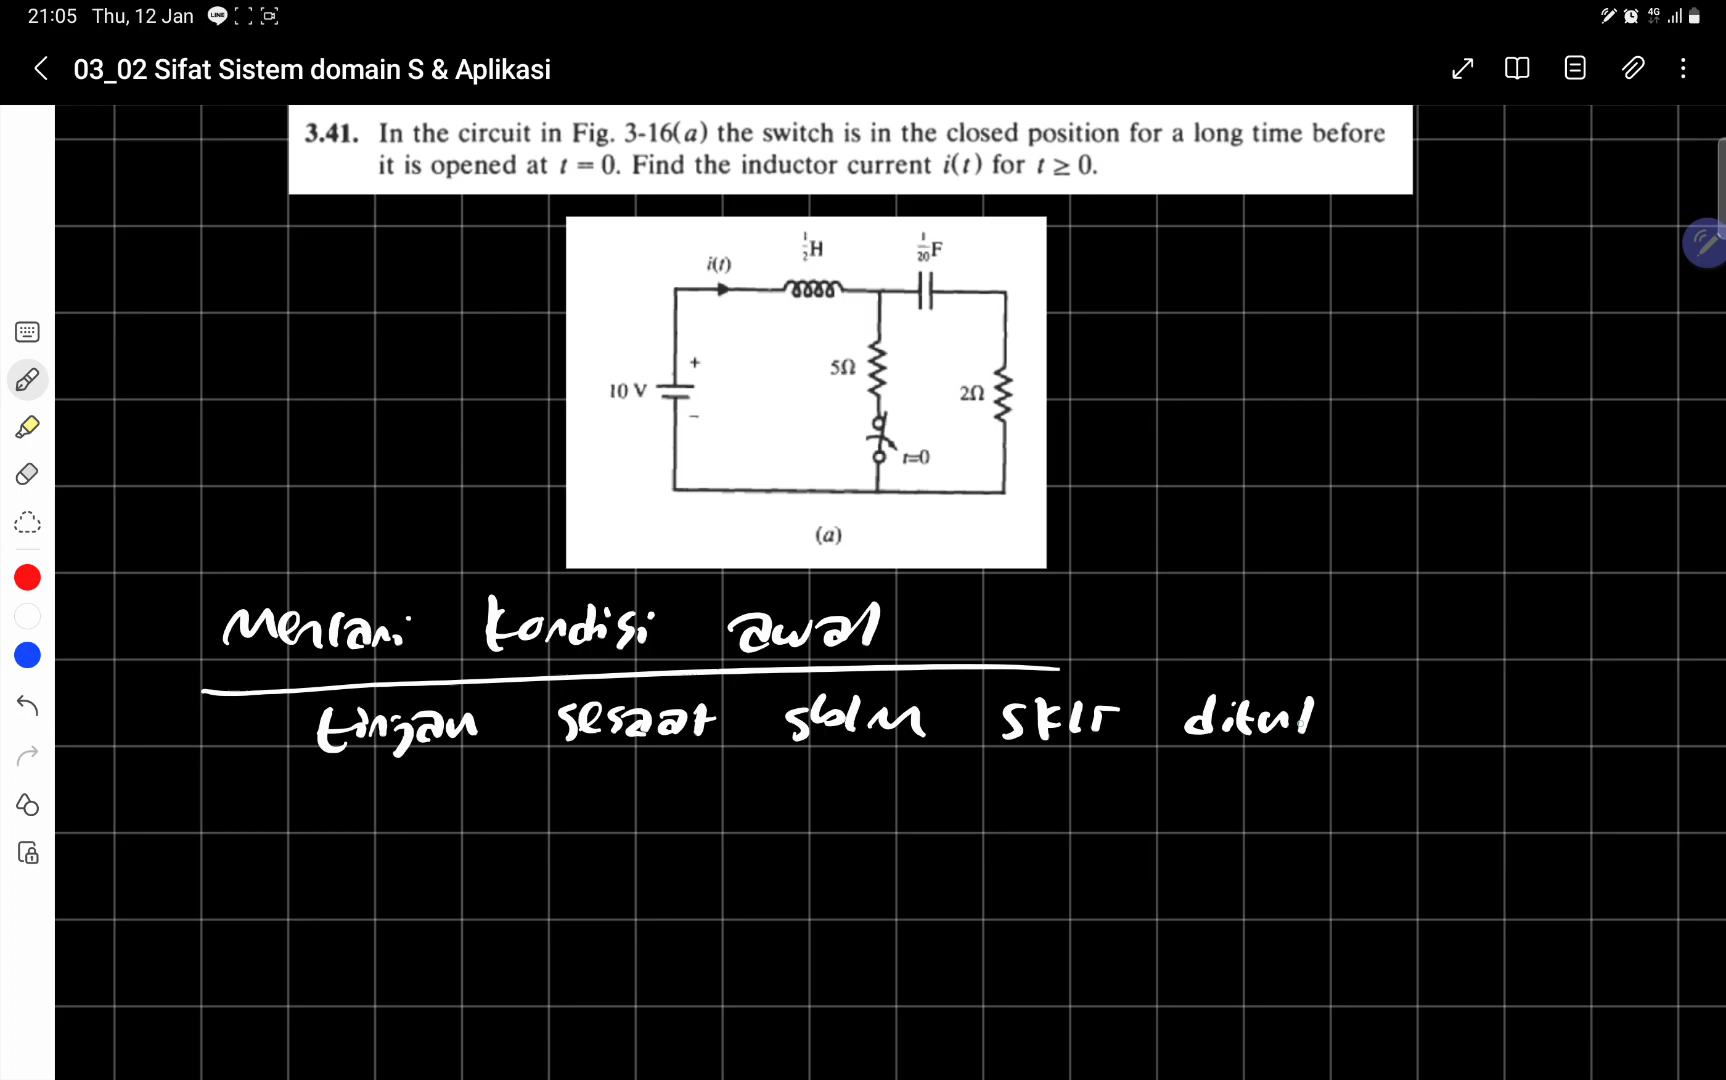 21:05 Thu, 12 Jan LINE 4G
03_02 Sifat Sistem domain S & Aplikasi
3.41. In the circuit in Fig. 3-16(a) the switch is in the closed position for a long time before
it is opened at t = 0. Find the inductor current i(t) for t ≥ 0.
i(t) 1/2 H 1/20 F
+
5Ω
10 V 2Ω
−
t=0
(a)
Mencari kondisi awal
tinjau sesaat sblm sklr